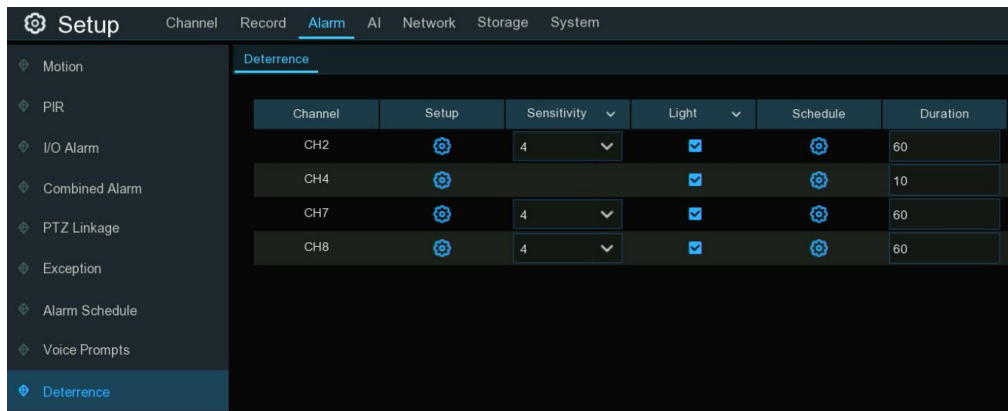 Setup Channel Record Alarm AI Network Storage System
Motion
Deterrence
PIR
Channel Setup Sensitivity Light Schedule Duration
I/O Alarm
CH2 4 60
Combined Alarm
CH4 10
PTZ Linkage
CH7 4 60
Exception
CH8 4 60
Alarm Schedule
Voice Prompts
Deterrence